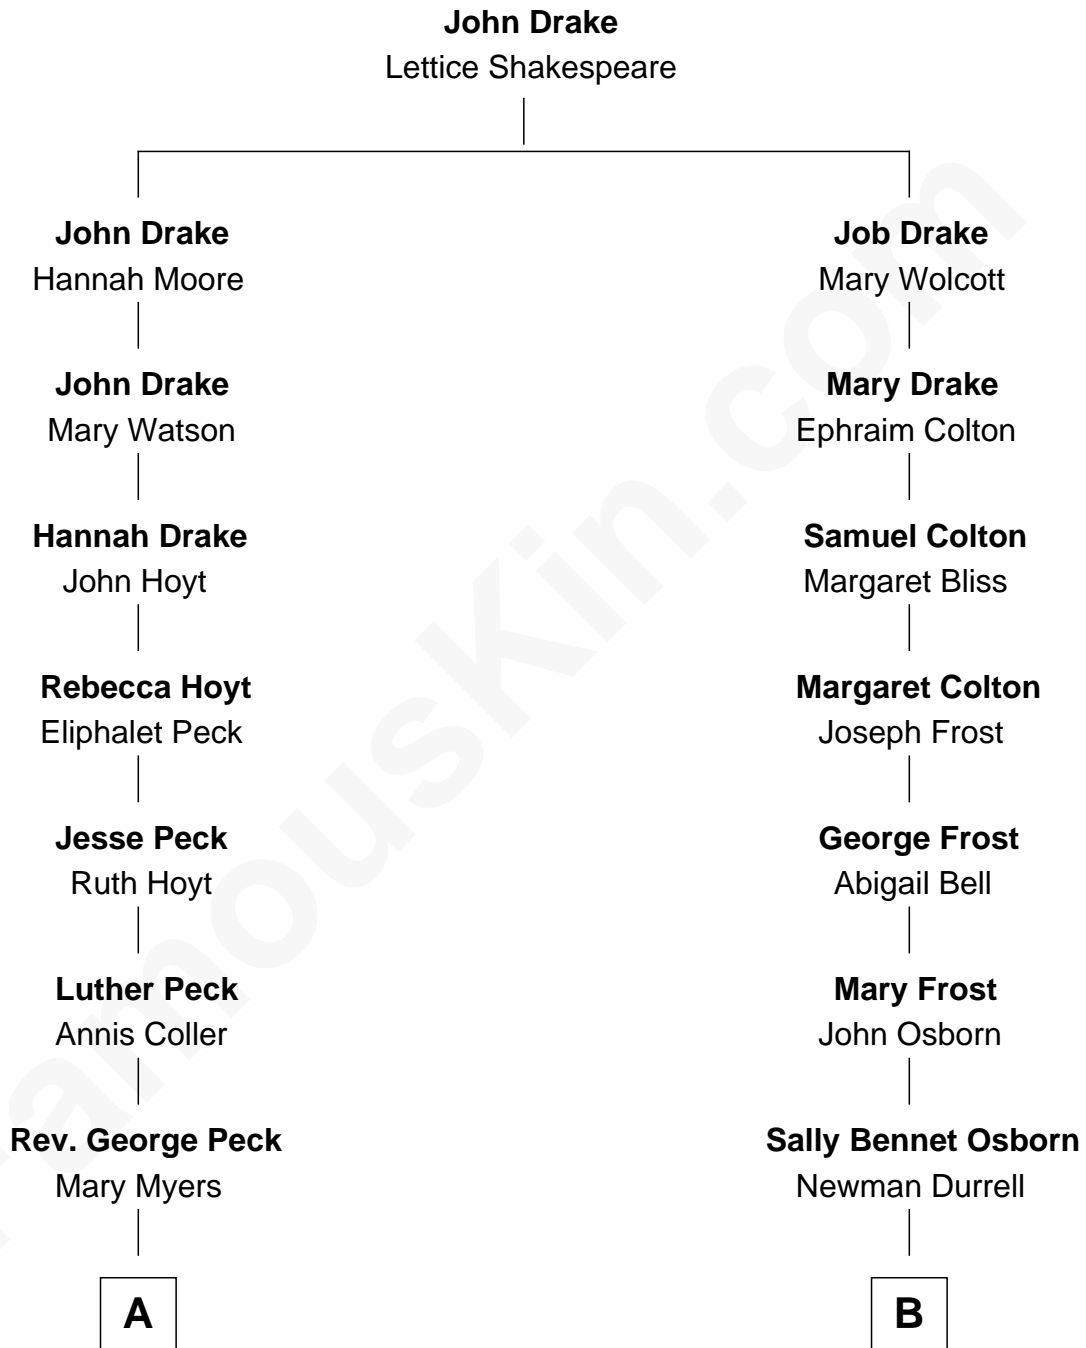 John Drake
Lettice Shakespeare
John Drake
Hannah Moore
John Drake
Mary Watson
Hannah Drake
John Hoyt
Rebecca Hoyt
Eliphalet Peck
Jesse Peck
Ruth Hoyt
Luther Peck
Annis Coller
Rev. George Peck
Mary Myers
A
Job Drake
Mary Wolcott
Mary Drake
Ephraim Colton
Samuel Colton
Margaret Bliss
Margaret Colton
Joseph Frost
George Frost
Abigail Bell
Mary Frost
John Osborn
Sally Bennet Osborn
Newman Durrell
B
FamousKin.com